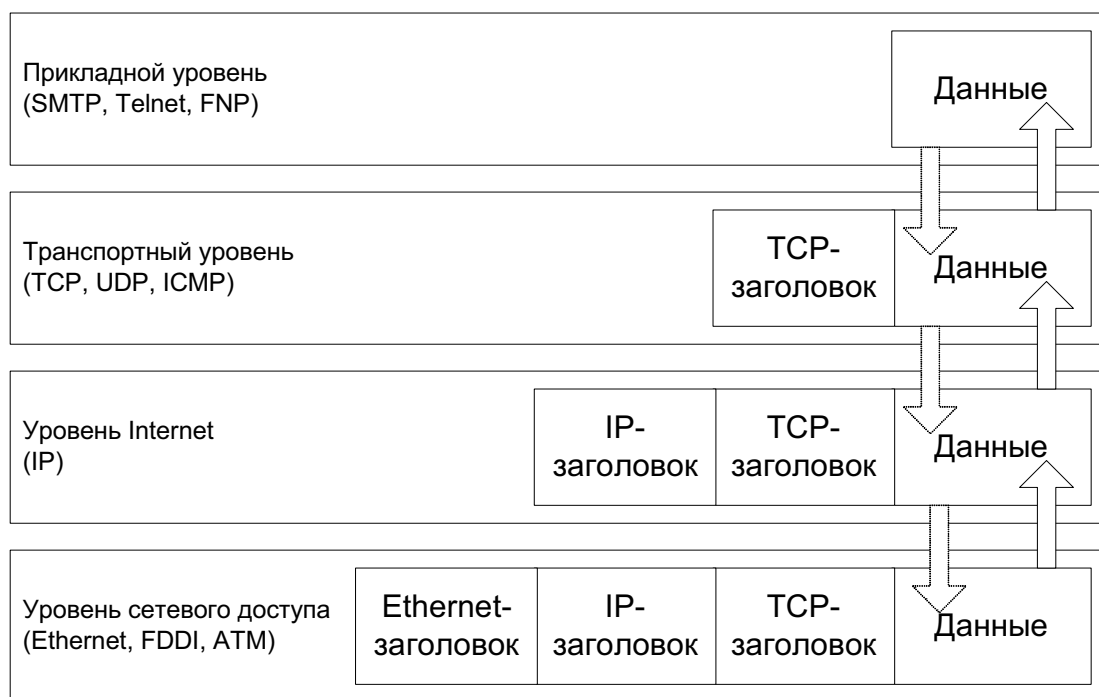 Прикладной уровень
(SMTP, Telnet, FNP)
Данные
Транспортный уровень
(TCP, UDP, ICMP)
TCP-
заголовок
Данные
Уровень Internet
(IP)
IP-
заголовок
TCP-
заголовок
Данные
Уровень сетевого доступа
(Ethernet, FDDI, ATM)
Ethernet-
заголовок
IP-
заголовок
TCP-
заголовок
Данные